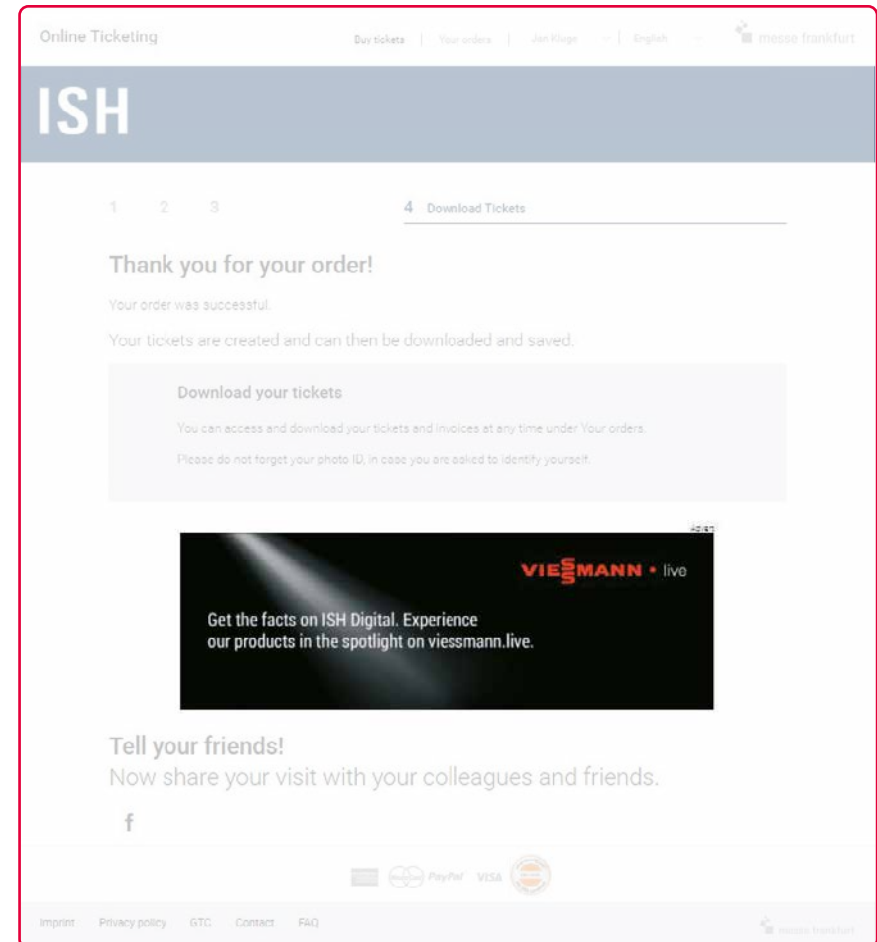 Online Ticketing
Buy tickets | Your orders | Jan Kluge | English
messe frankfurt
ISH
1 2 3 4 Download Tickets
Thank you for your order!
Your order was successful.
Your tickets are created and can then be downloaded and saved.
Download your tickets
You can access and download your tickets and invoices at any time under Your orders.
Please do not forget your photo ID, in case you are asked to identify yourself.
VIESSMANN • live
Get the facts on ISH Digital. Experience
our products in the spotlight on viessmann.live.
Tell your friends!
Now share your visit with your colleagues and friends.
f
PayPal VISA
Imprint Privacy policy GTC Contact FAQ
messe frankfurt